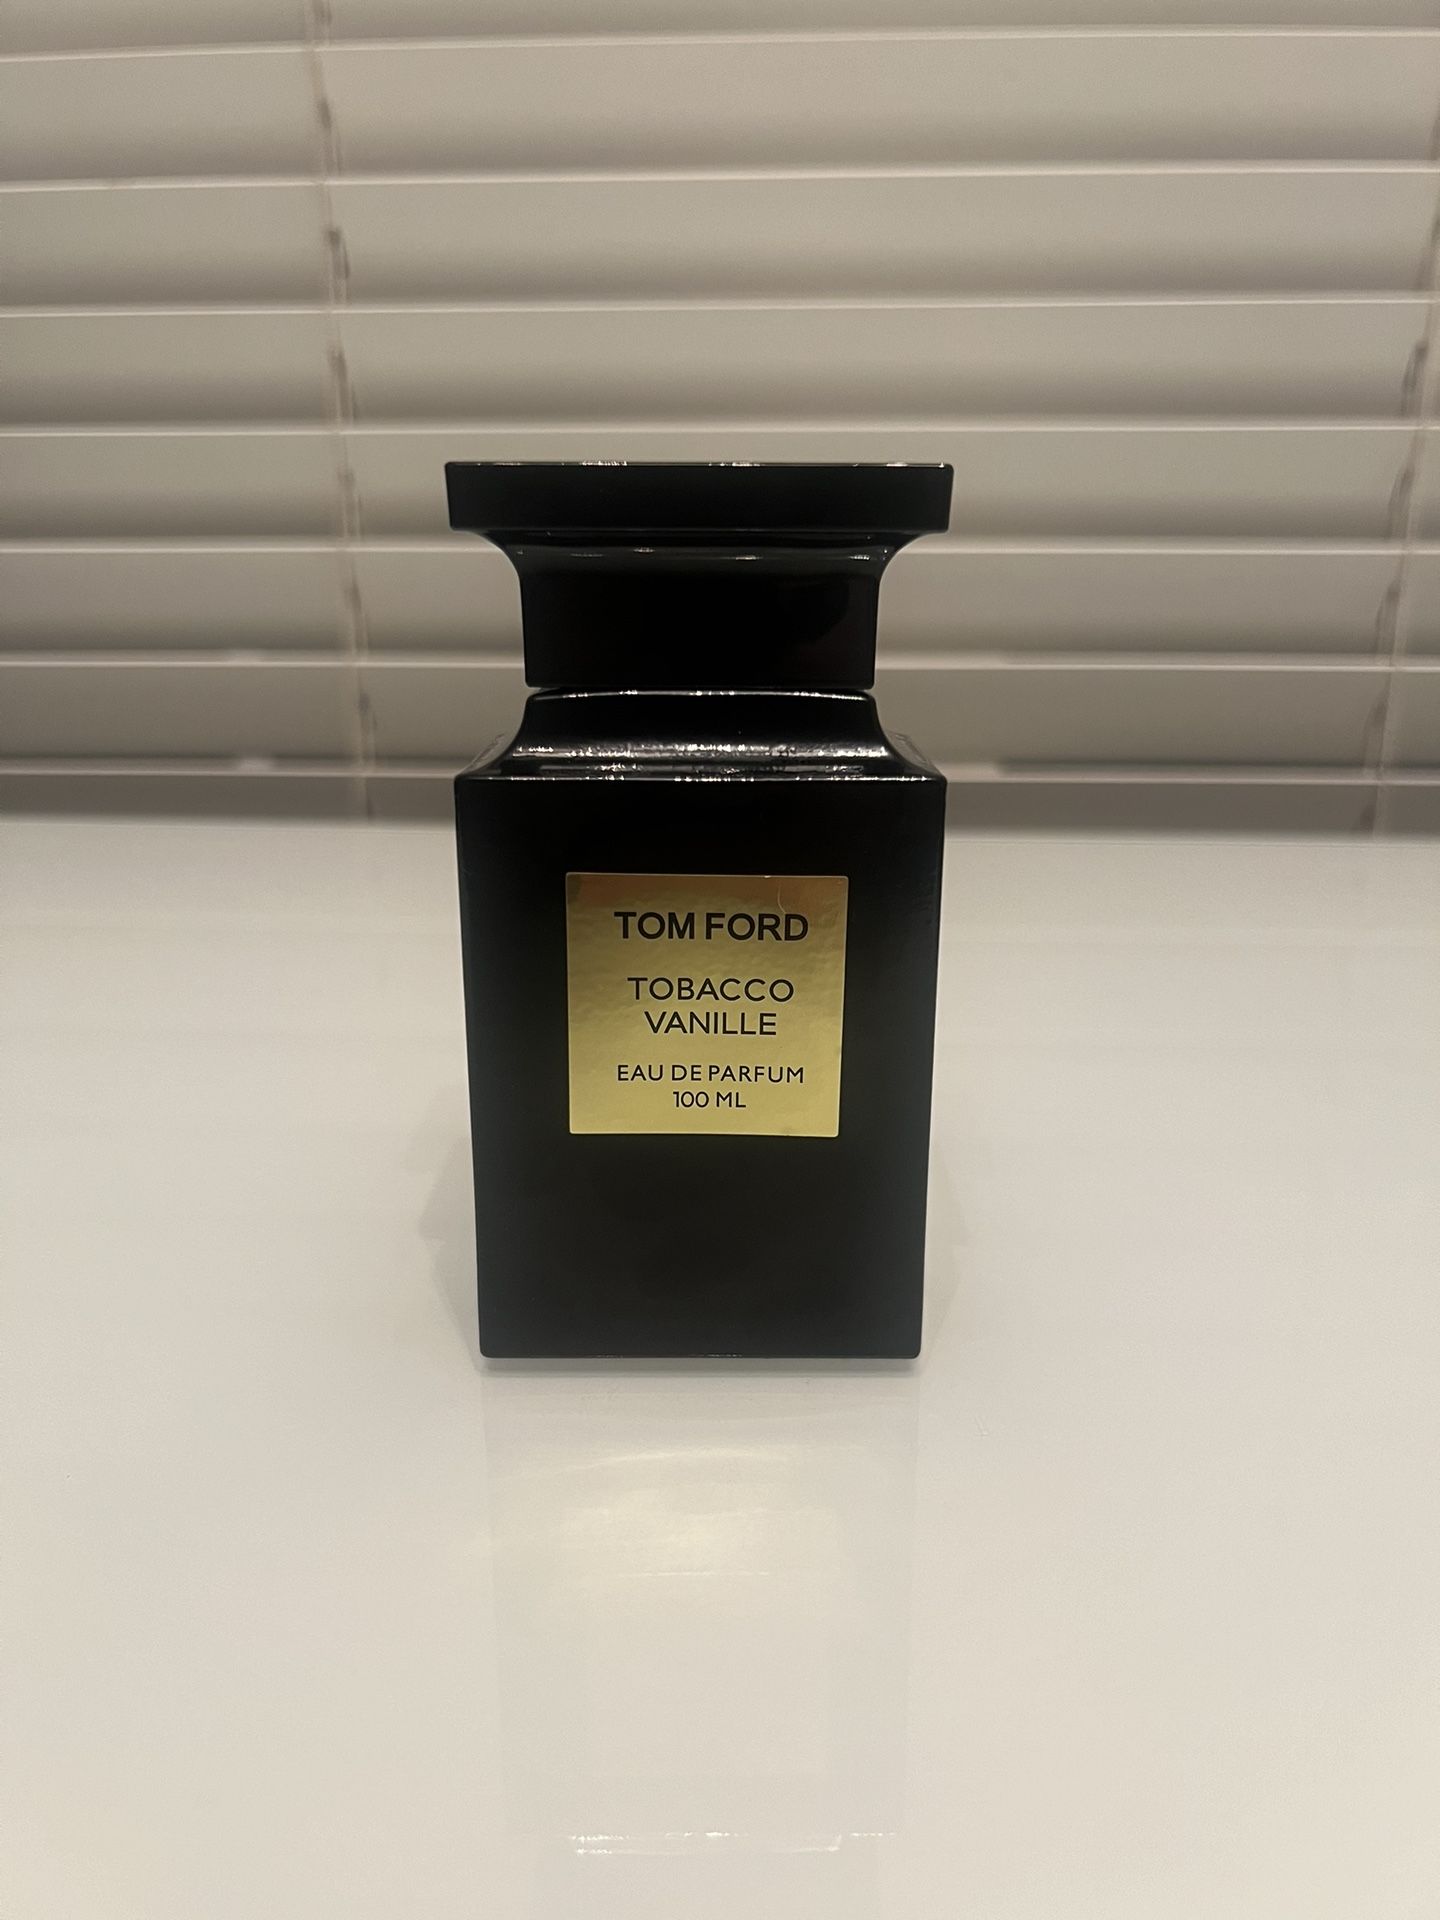 TOM FORD
TOBACCO
VANILLE
EAU DE PARFUM
100 ML